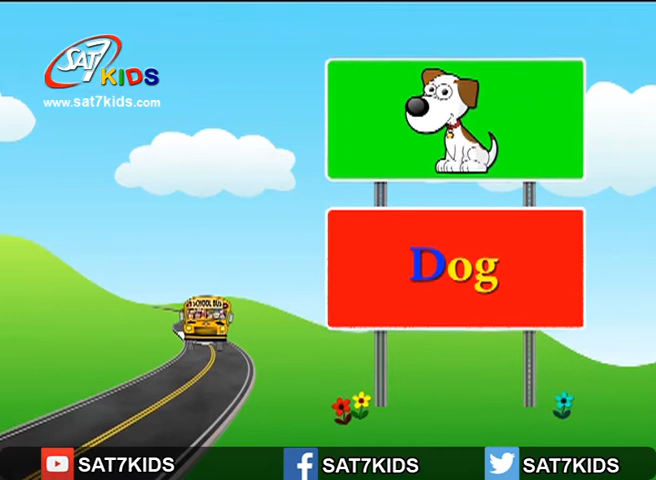 SAT7 KIDS
www.sat7kids.com
Dog
SCHOOL BUS
SAT7KIDS
SAT7KIDS
SAT7KIDS